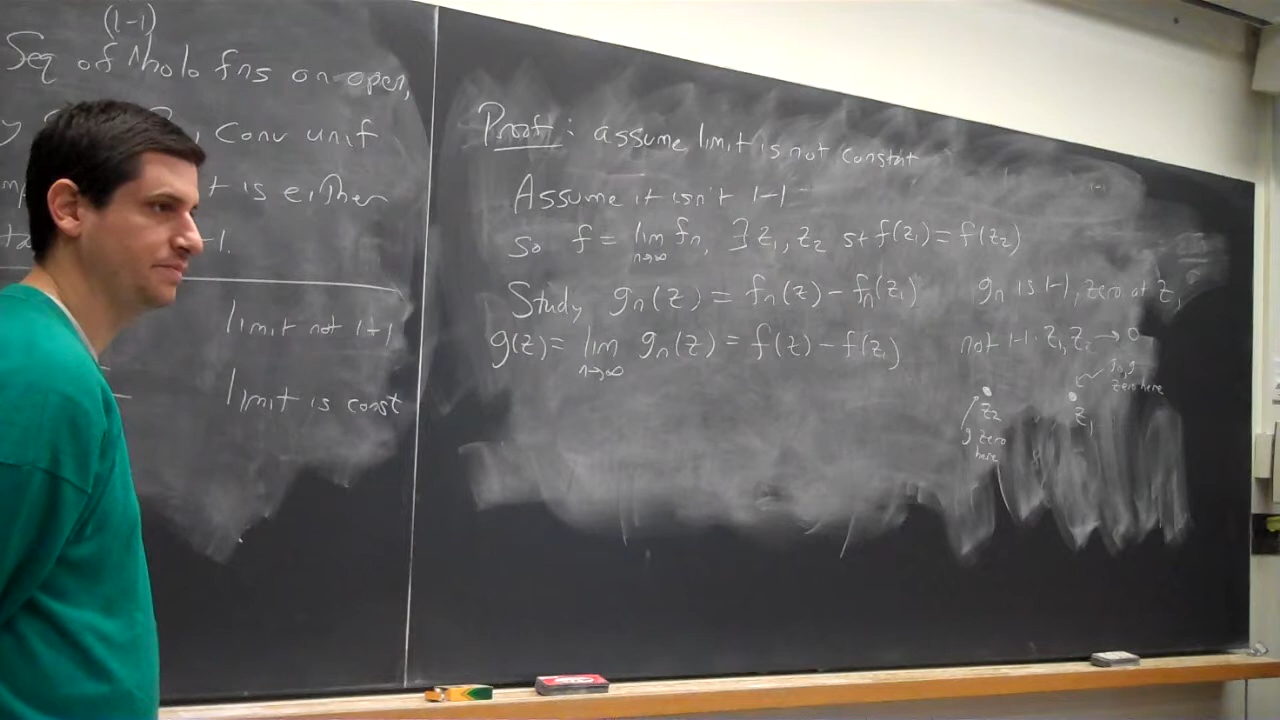 (1-1)
Seq of holo fns on open,
conv unif
t is either
-1.
limit not 1-1
limit is const
Proof: assume limit is not constat
Assume it isn't 1-1
So f = lim n→∞ fn, ∃ z1, z2 st f(z1) = f(z2)
Study gn(z) = fn(z) - fn(z1) gn is 1-1, zero at z1
g(z) = lim n→∞ gn(z) = f(z) - f(z1) not 1-1: z1, z2 → 0
gn, g
zero here
z2 z1
g zero
here